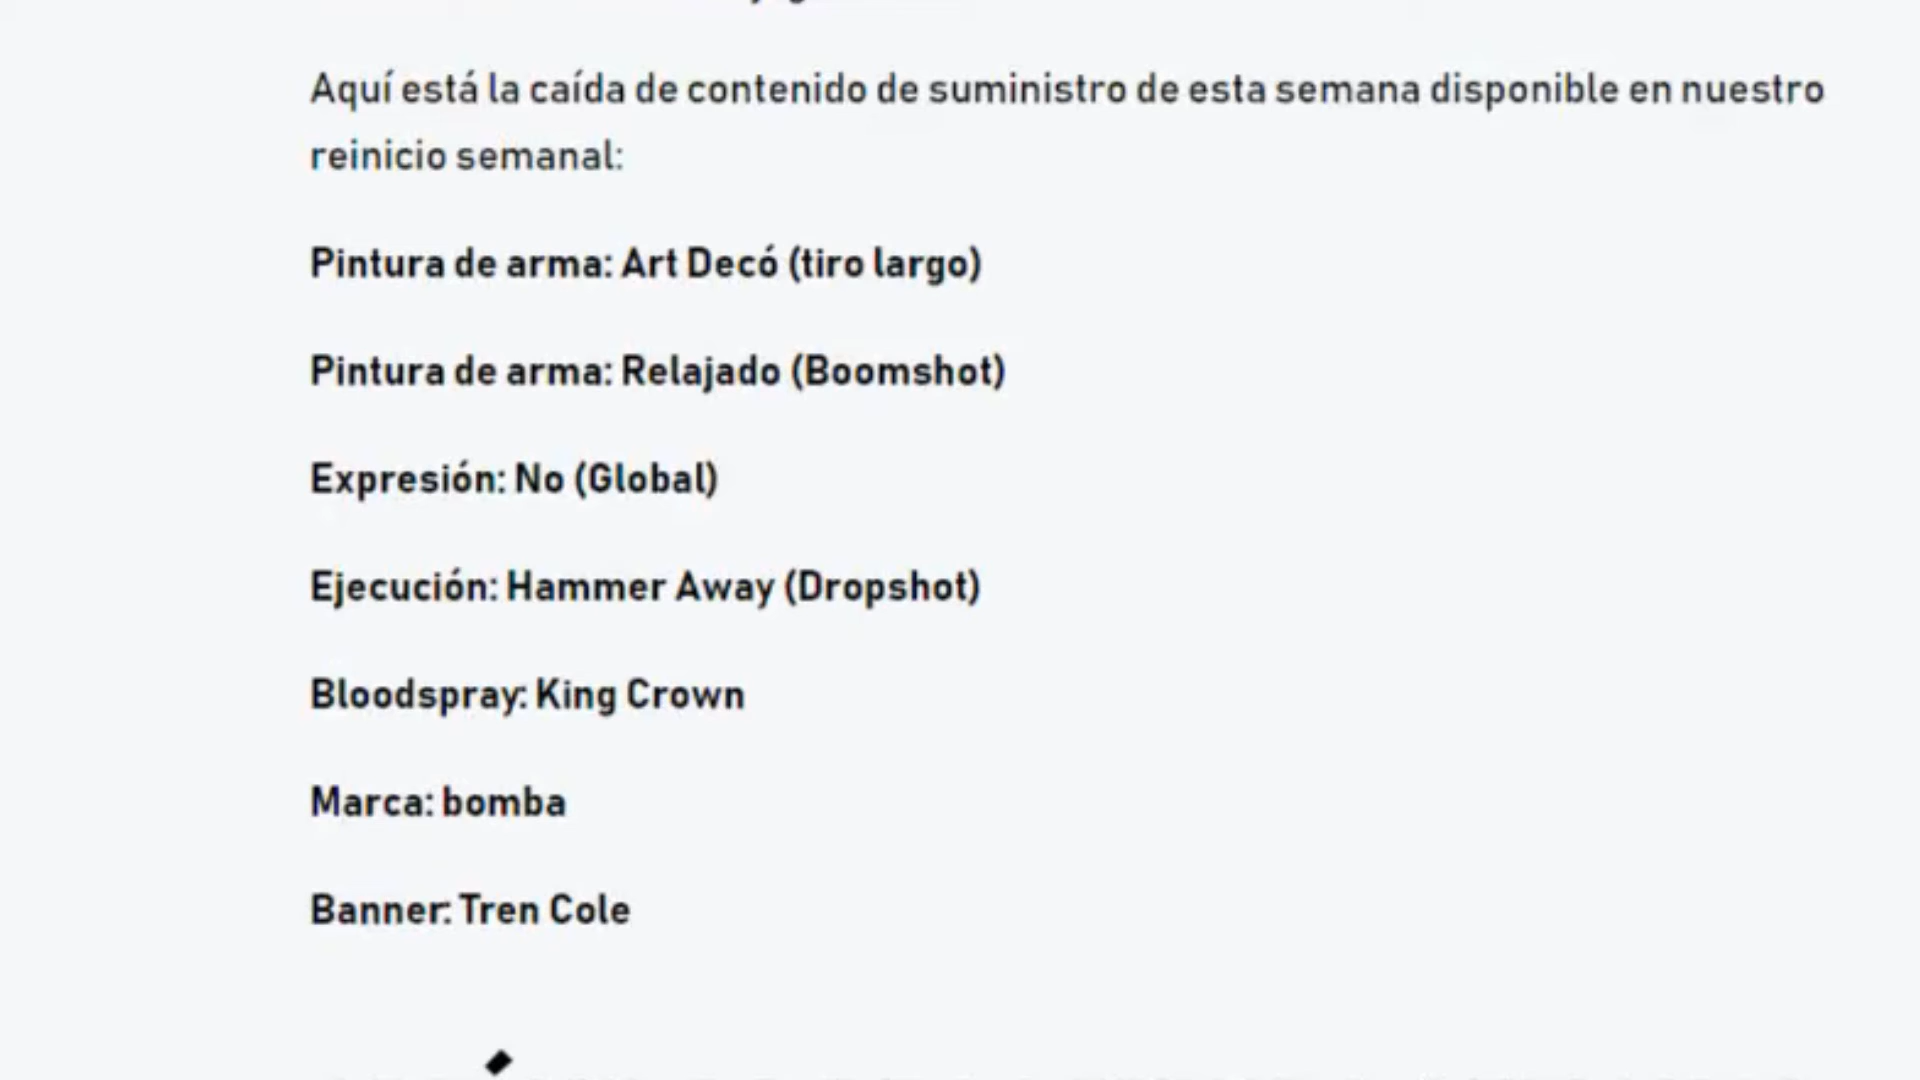 Aquí está la caída de contenido de suministro de esta semana disponible en nuestro
reinicio semanal:
Pintura de arma: Art Decó (tiro largo)
Pintura de arma: Relajado (Boomshot)
Expresión: No (Global)
Ejecución: Hammer Away (Dropshot)
Bloodspray: King Crown
Marca: bomba
Banner: Tren Cole